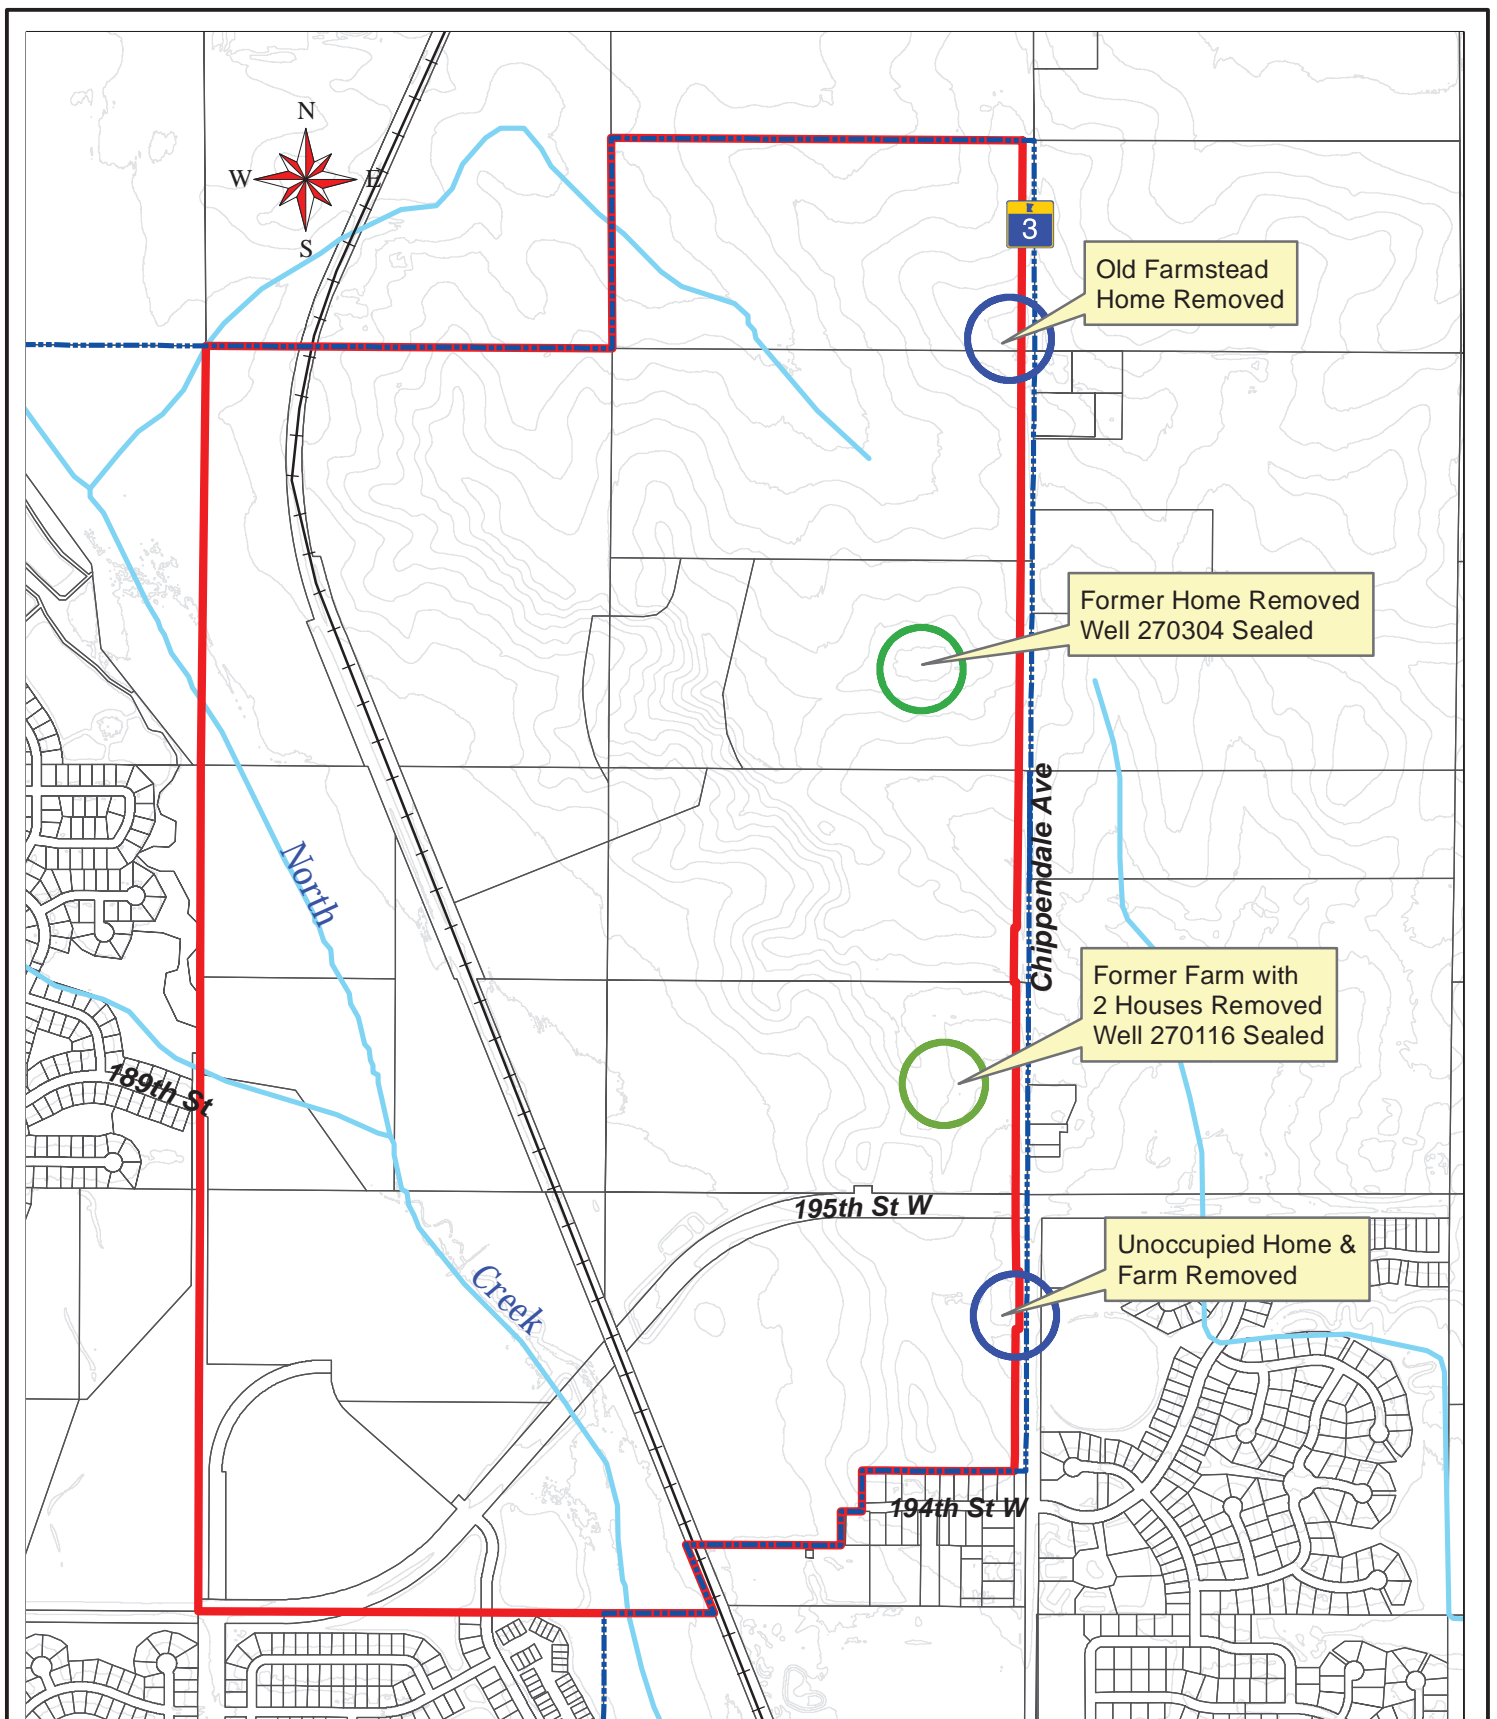 N
W
E
S
3
Old Farmstead
Home Removed
Former Home Removed
Well 270304 Sealed
Chippendale Ave
North
Former Farm with
2 Houses Removed
Well 270116 Sealed
189th St
195th St W
Unoccupied Home &
Farm Removed
Creek
194th St W